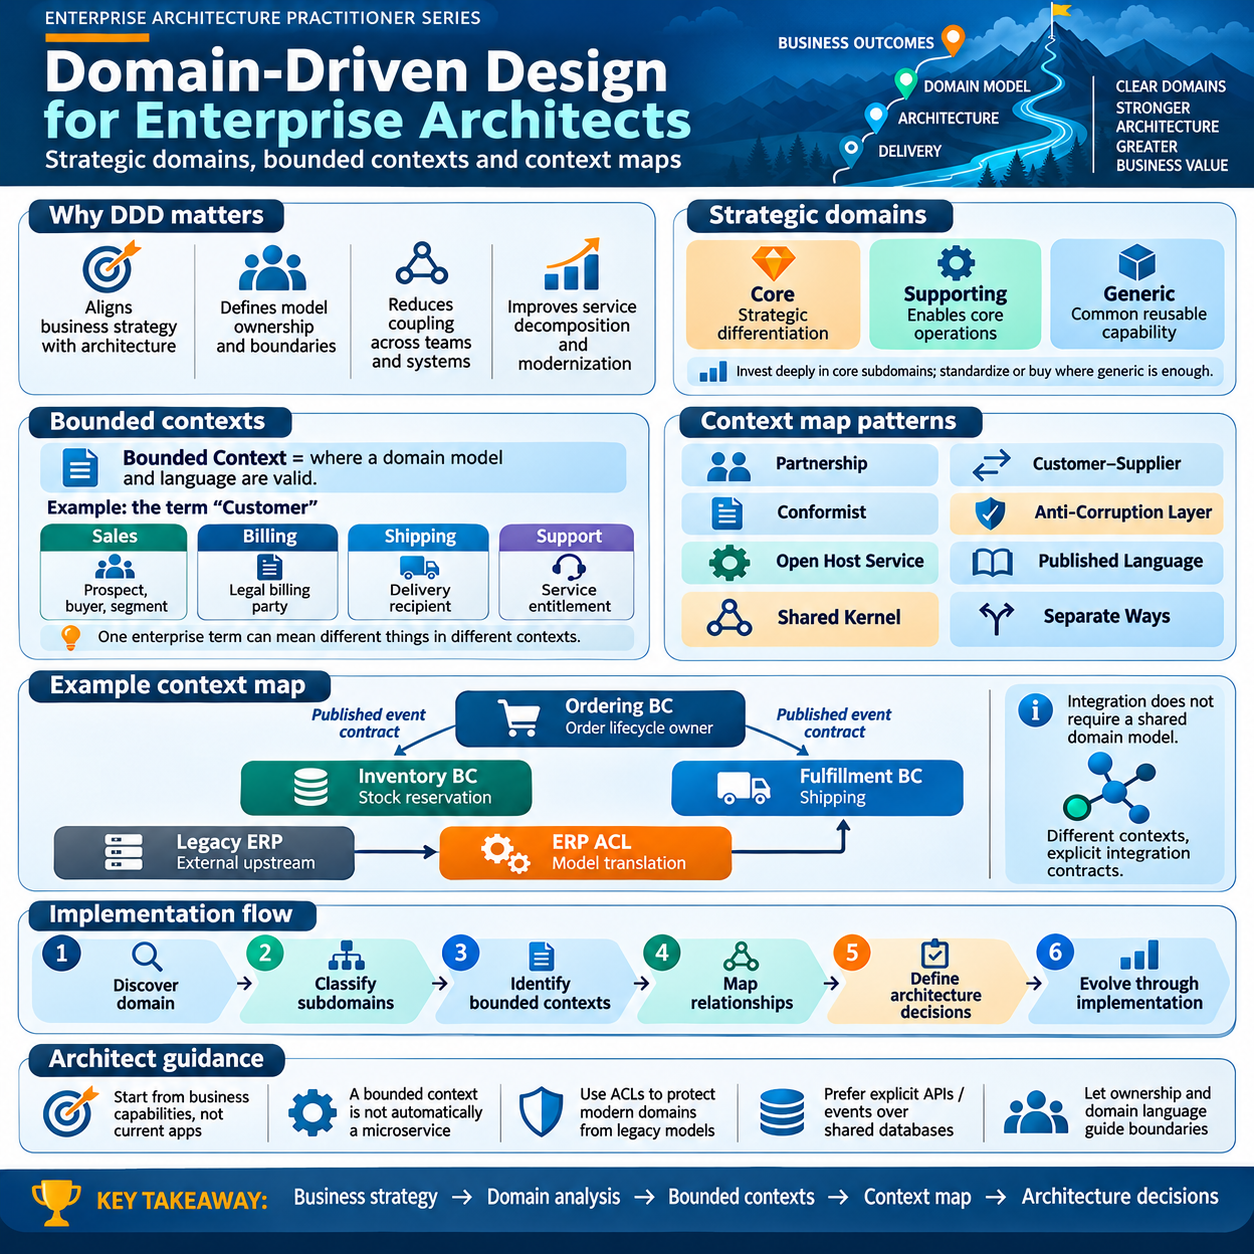 ENTERPRISE ARCHITECTURE PRACTITIONER SERIES
Domain-Driven Design
for Enterprise Architects
Strategic domains, bounded contexts and context maps
BUSINESS OUTCOMES
DOMAIN MODEL
ARCHITECTURE
DELIVERY
CLEAR DOMAINS
STRONGER
ARCHITECTURE
GREATER
BUSINESS VALUE
Why DDD matters
Aligns
business strategy
with architecture
Defines model
ownership
and boundaries
Reduces
coupling
across teams
and systems
Improves service
decomposition
and
modernization
Strategic domains
Core
Strategic
differentiation
Supporting
Enables core
operations
Generic
Common reusable
capability
Invest deeply in core subdomains; standardize or buy where generic is enough.
Bounded contexts
Bounded Context = where a domain model
and language are valid.
Example: the term “Customer”
Sales
Prospect,
buyer, segment
Billing
Legal billing
party
Shipping
Delivery
recipient
Support
Service
entitlement
One enterprise term can mean different things in different contexts.
Context map patterns
Partnership
Customer–Supplier
Conformist
Anti-Corruption Layer
Open Host Service
Published Language
Shared Kernel
Separate Ways
Example context map
Published event
contract
Ordering BC
Order lifecycle owner
Published event
contract
Inventory BC
Stock reservation
Fulfillment BC
Shipping
Legacy ERP
External upstream
ERP ACL
Model translation
i
Integration does not
require a shared
domain model.
Different contexts,
explicit integration
contracts.
Implementation flow
1
Discover
domain
2
Classify
subdomains
3
Identify
bounded contexts
4
Map
relationships
5
Define
architecture
decisions
6
Evolve through
implementation
Architect guidance
Start from business
capabilities, not
current apps
A bounded context
is not automatically
a microservice
Use ACLs to protect
modern domains
from legacy models
Prefer explicit APIs /
events over
shared databases
Let ownership and
domain language
guide boundaries
KEY TAKEAWAY: Business strategy → Domain analysis → Bounded contexts → Context map → Architecture decisions